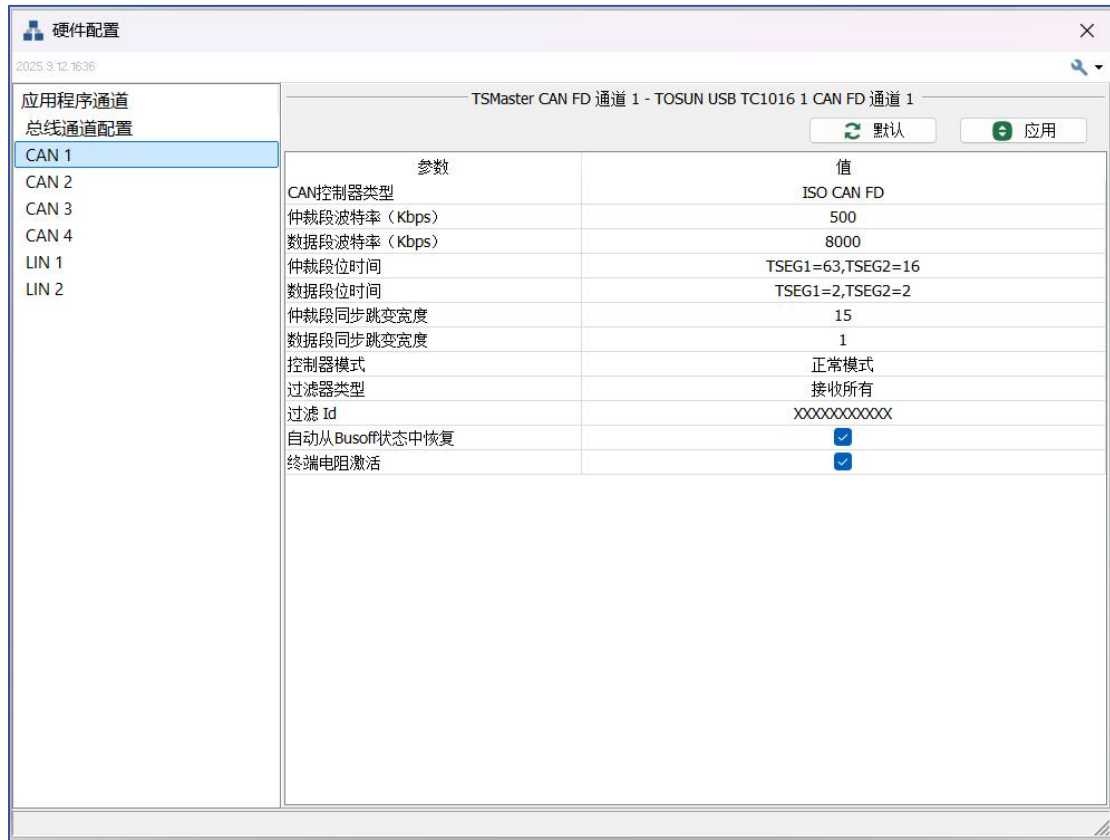 硬件配置
2025.9.12.1636
应用程序通道
总线通道配置
CAN 1
CAN 2
CAN 3
CAN 4
LIN 1
LIN 2
TSMaster CAN FD 通道 1 - TOSUN USB TC1016 1 CAN FD 通道 1
默认 应用
参数 值
CAN控制器类型 ISO CAN FD
仲裁段波特率（Kbps） 500
数据段波特率（Kbps） 8000
仲裁段位时间 TSEG1=63,TSEG2=16
数据段位时间 TSEG1=2,TSEG2=2
仲裁段同步跳变宽度 15
数据段同步跳变宽度 1
控制器模式 正常模式
过滤器类型 接收所有
过滤 Id XXXXXXXXXXX
自动从Busoff状态中恢复
终端电阻激活